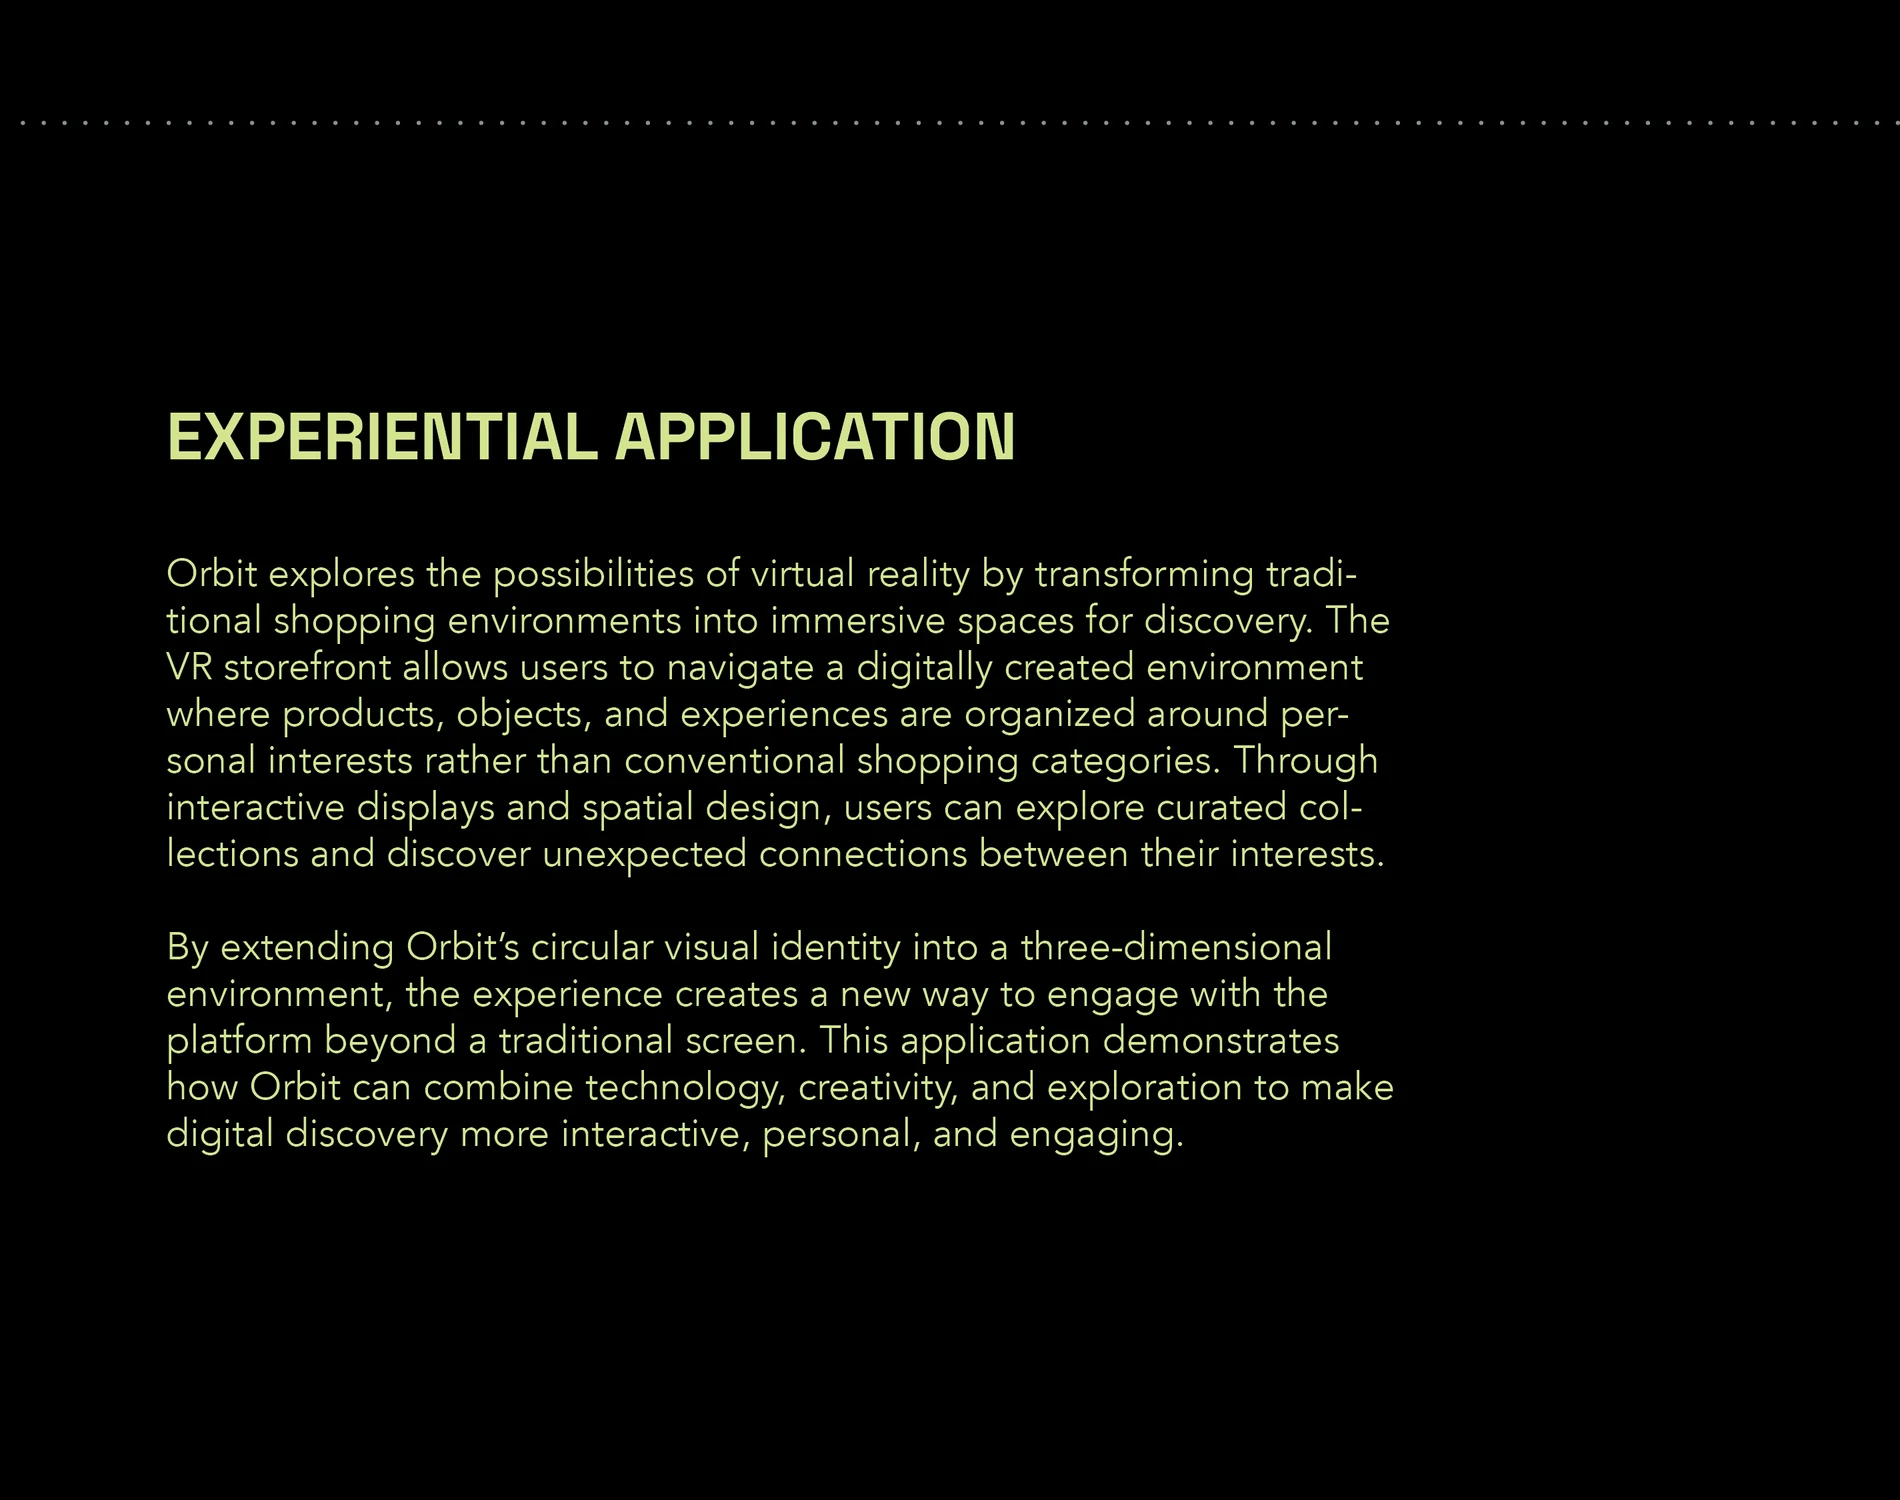 EXPERIENTIAL APPLICATION
Orbit explores the possibilities of virtual reality by transforming tradi-
tional shopping environments into immersive spaces for discovery. The
VR storefront allows users to navigate a digitally created environment
where products, objects, and experiences are organized around per-
sonal interests rather than conventional shopping categories. Through
interactive displays and spatial design, users can explore curated col-
lections and discover unexpected connections between their interests.
By extending Orbit’s circular visual identity into a three-dimensional
environment, the experience creates a new way to engage with the
platform beyond a traditional screen. This application demonstrates
how Orbit can combine technology, creativity, and exploration to make
digital discovery more interactive, personal, and engaging.